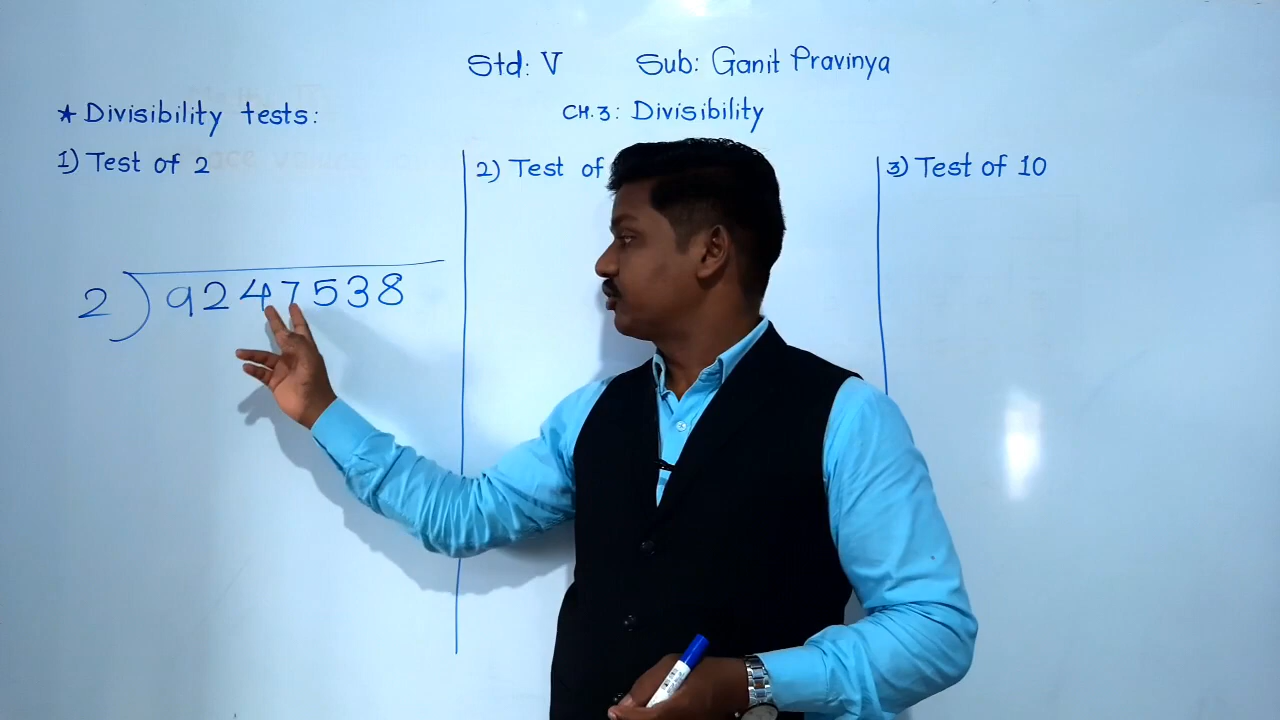 Std: V Sub: Ganit Pravinya
★ Divisibility tests:
CH.3: Divisibility
1) Test of 2
2) Test of
3) Test of 10
2) 9247538